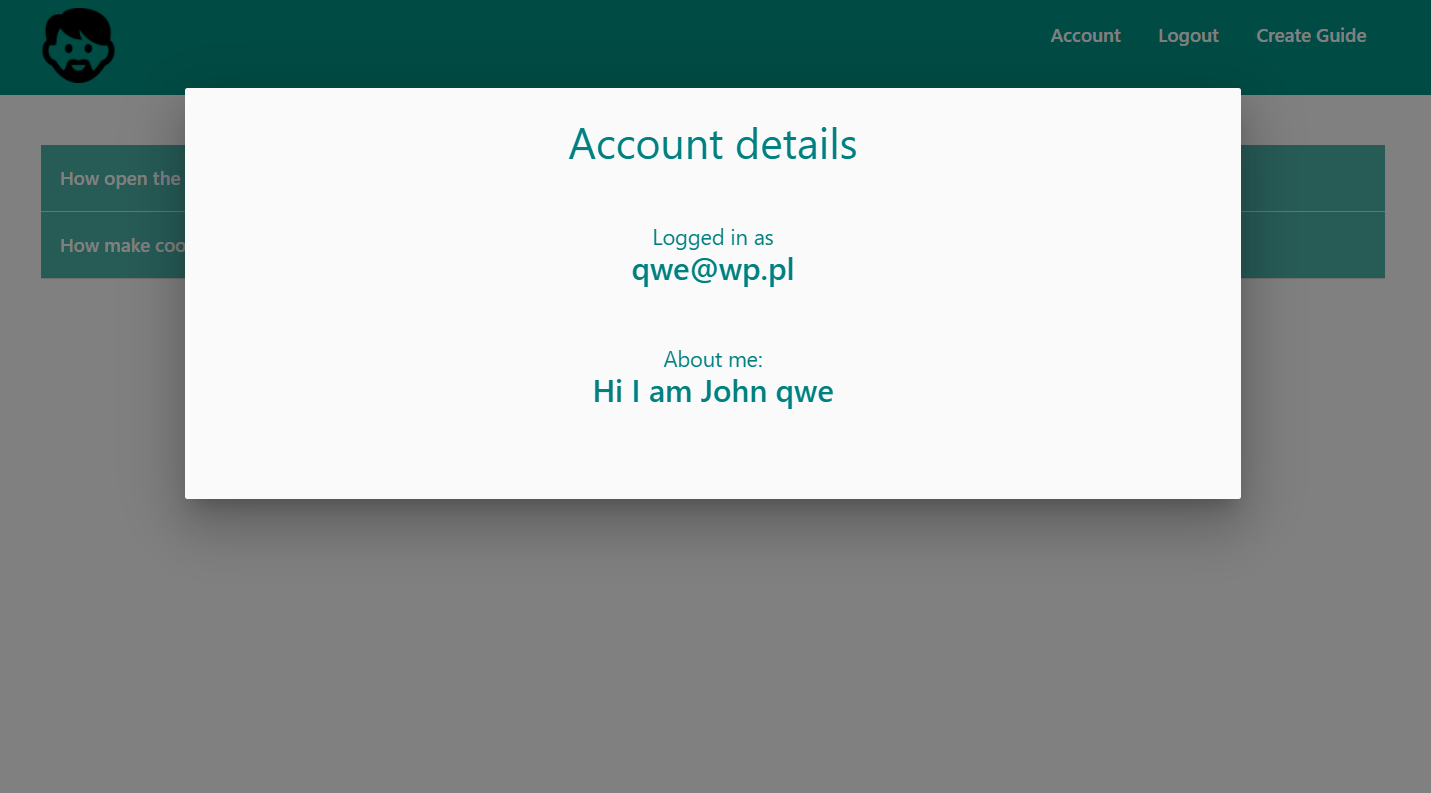 Account Logout Create Guide
Account details
How open the
Logged in as
How make
qwe@wp.pl
About me:
Hi I am John qwe